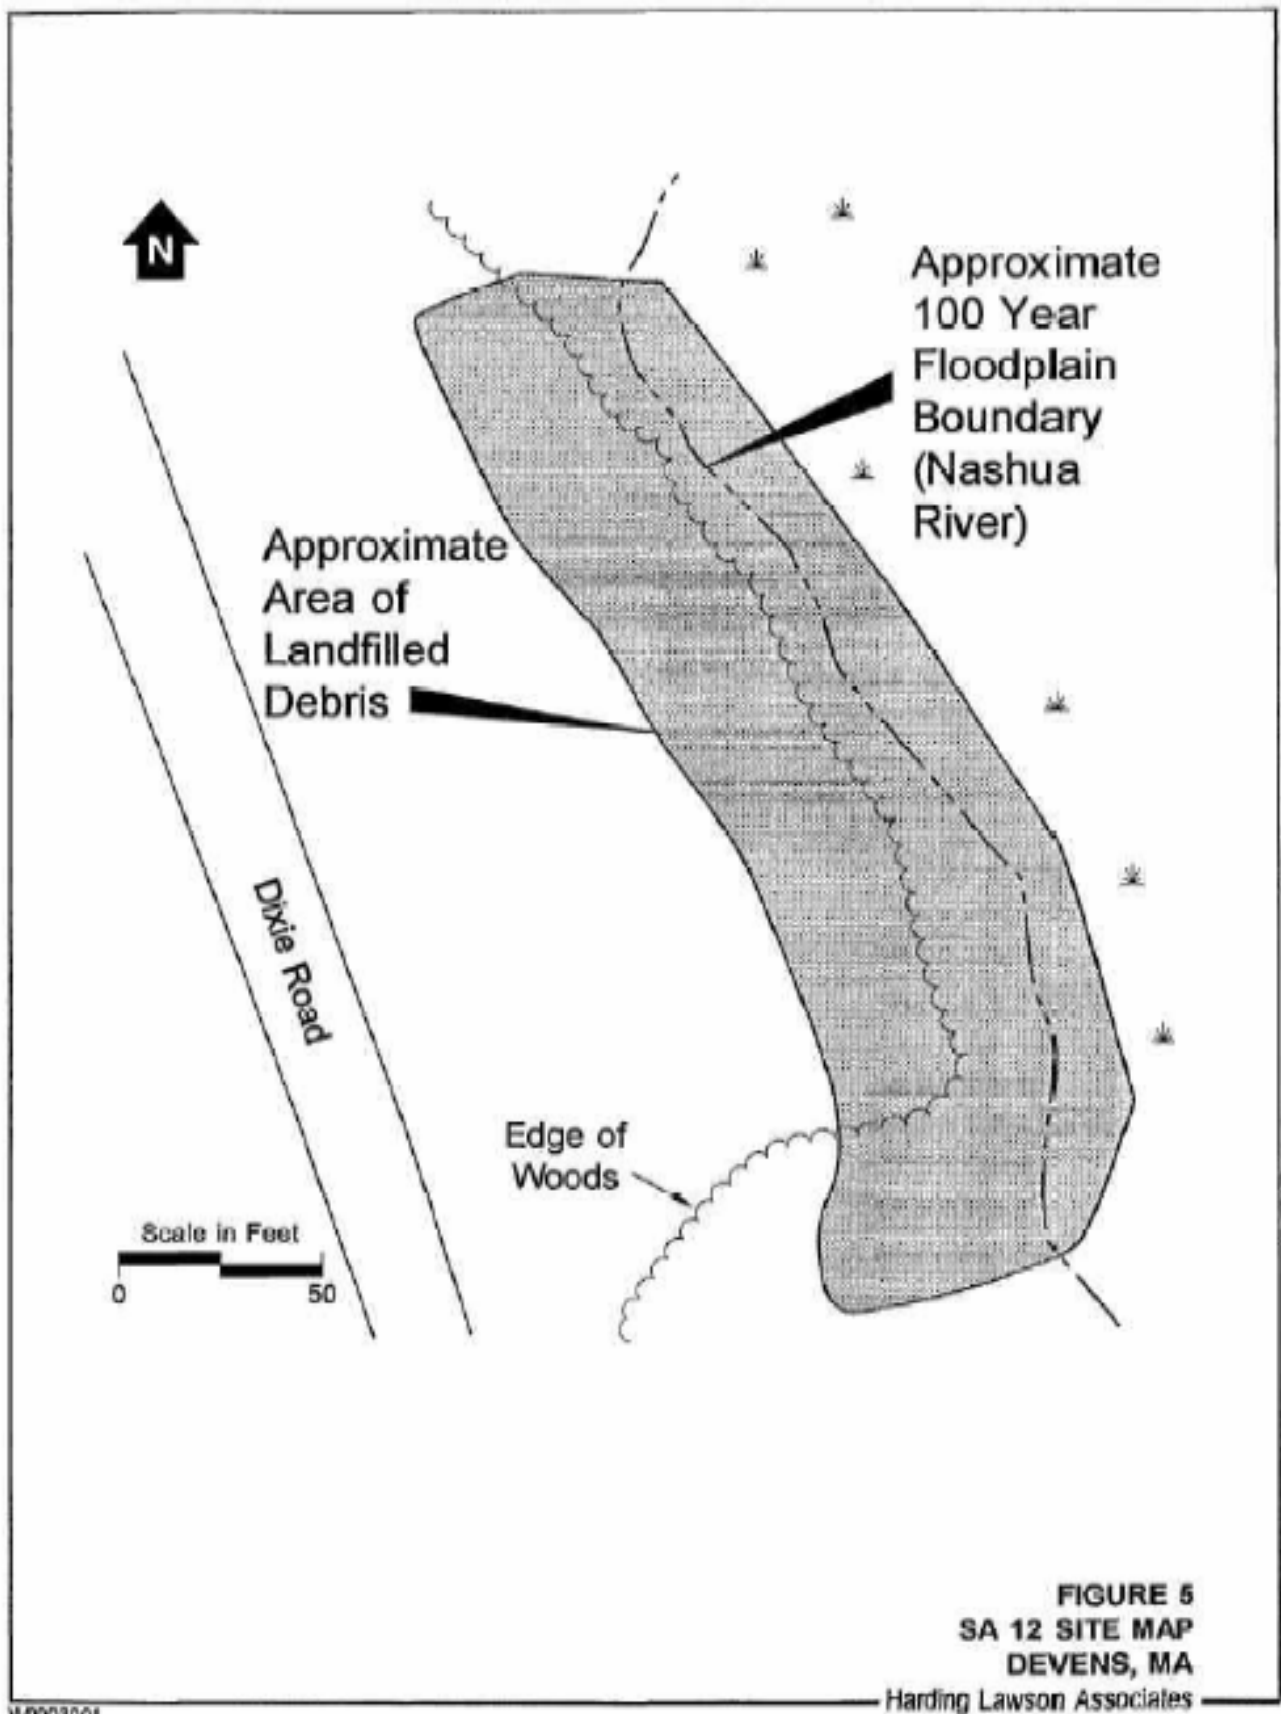 N
Approximate
100 Year
Floodplain
Boundary
(Nashua
River)
Approximate
Area of
Landfilled
Debris
Dixie Road
Edge of
Woods
Scale in Feet
0 50
FIGURE 5
SA 12 SITE MAP
DEVENS, MA
Harding Lawson Associates